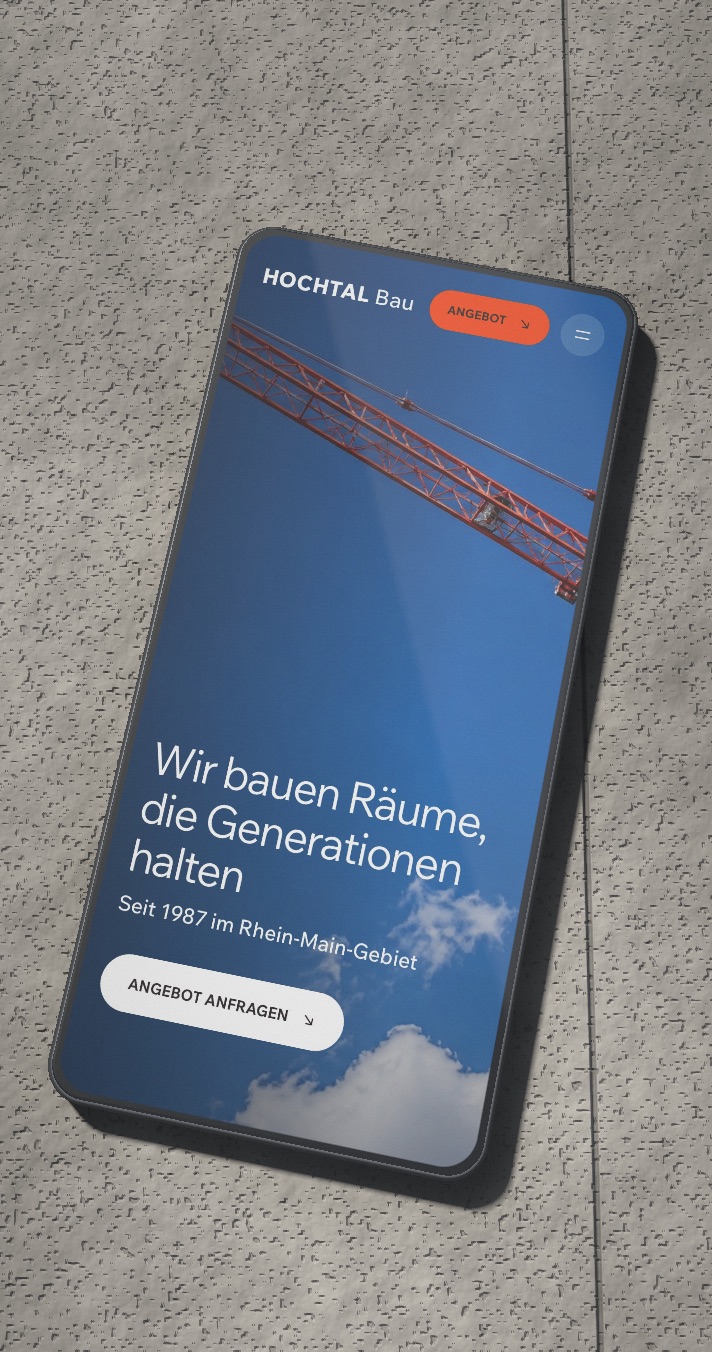 HOCHTAL Bau
ANGEBOT
Wir bauen Räume,
die Generationen
halten
Seit 1987 im Rhein-Main-Gebiet
ANGEBOT ANFRAGEN